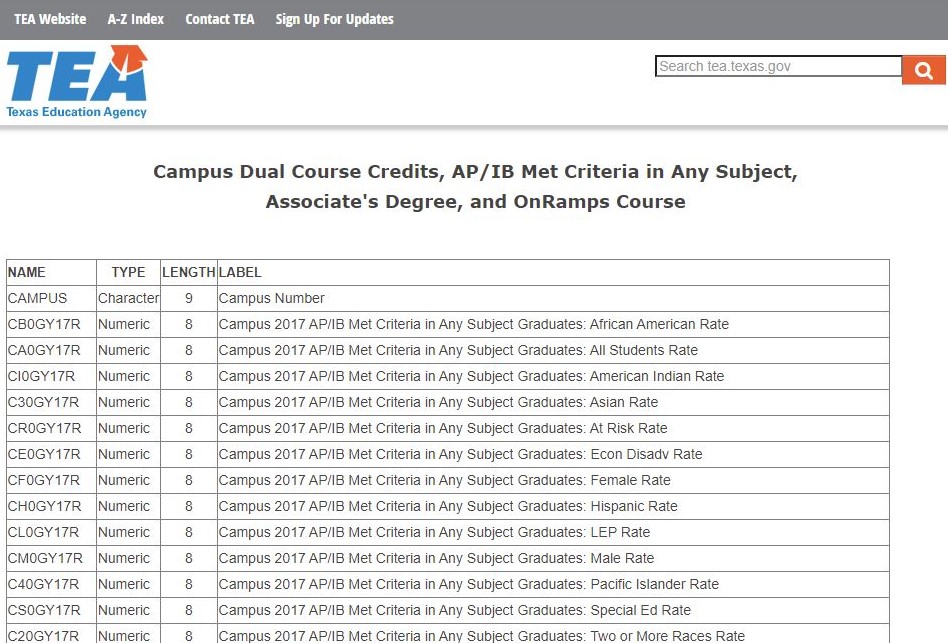 TEA Website A-Z Index Contact TEA Sign Up For Updates
TEA
Texas Education Agency
Search tea.texas.gov
Campus Dual Course Credits, AP/IB Met Criteria in Any Subject,
Associate's Degree, and OnRamps Course
NAME TYPE LENGTH LABEL
CAMPUS Character 9 Campus Number
CB0GY17R Numeric 8 Campus 2017 AP/IB Met Criteria in Any Subject Graduates: African American Rate
CA0GY17R Numeric 8 Campus 2017 AP/IB Met Criteria in Any Subject Graduates: All Students Rate
CI0GY17R Numeric 8 Campus 2017 AP/IB Met Criteria in Any Subject Graduates: American Indian Rate
C30GY17R Numeric 8 Campus 2017 AP/IB Met Criteria in Any Subject Graduates: Asian Rate
CR0GY17R Numeric 8 Campus 2017 AP/IB Met Criteria in Any Subject Graduates: At Risk Rate
CE0GY17R Numeric 8 Campus 2017 AP/IB Met Criteria in Any Subject Graduates: Econ Disadv Rate
CF0GY17R Numeric 8 Campus 2017 AP/IB Met Criteria in Any Subject Graduates: Female Rate
CH0GY17R Numeric 8 Campus 2017 AP/IB Met Criteria in Any Subject Graduates: Hispanic Rate
CL0GY17R Numeric 8 Campus 2017 AP/IB Met Criteria in Any Subject Graduates: LEP Rate
CM0GY17R Numeric 8 Campus 2017 AP/IB Met Criteria in Any Subject Graduates: Male Rate
C40GY17R Numeric 8 Campus 2017 AP/IB Met Criteria in Any Subject Graduates: Pacific Islander Rate
CS0GY17R Numeric 8 Campus 2017 AP/IB Met Criteria in Any Subject Graduates: Special Ed Rate
C20GY17R Numeric 8 Campus 2017 AP/IB Met Criteria in Any Subject Graduates: Two or More Races Rate